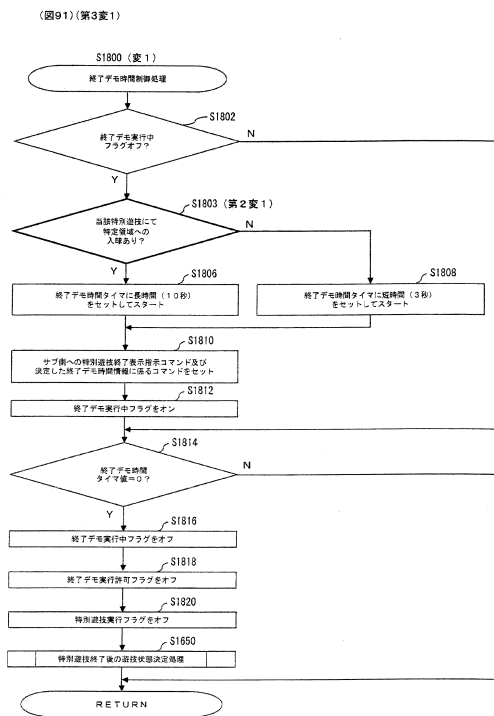 (図91)(第3変1)
S1800(変1)
終了デモ時間制御処理
S1802
終了デモ実行中
フラグオフ?
N
Y
S1803(第2変1)
当該特別遊技にて
特定領域への
入球あり?
N
Y
S1806
終了デモ時間タイマに長時間(10秒)
をセットしてスタート
S1808
終了デモ時間タイマに短時間(3秒)
をセットしてスタート
S1810
サブ側への特別遊技終了表示指示コマンド及び
決定した終了デモ時間情報に係るコマンドをセット
S1812
終了デモ実行中フラグをオン
S1814
終了デモ時間
タイマ値=0?
N
Y
S1816
終了デモ実行中フラグをオフ
S1818
終了デモ実行許可フラグをオフ
S1820
特別遊技実行フラグをオフ
S1650
特別遊技終了後の遊技状態決定処理
RETURN